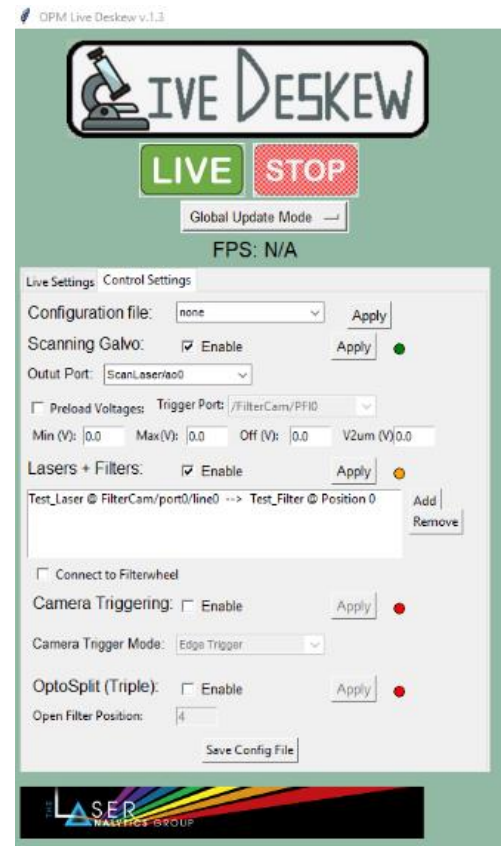 OPM Live Deskew v.1.3
LIVE DESKEW
LIVE STOP
Global Update Mode
FPS: N/A
Live Settings Control Settings
Configuration file: none Apply
Scanning Galvo: Enable Apply
Outut Port: ScanLaser/ao0
Preload Voltages: Trigger Port: /FilterCam/PFI0
Min (V): 0.0 Max(V): 0.0 Off (V): 0.0 V2um (V) 0.0
Lasers + Filters: Enable Apply
Test_Laser @ FilterCam/port0/line0 --> Test_Filter @ Position 0 Add
Remove
Connect to Filterwheel
Camera Triggering: Enable Apply
Camera Trigger Mode: Edge Trigger
OptoSplit (Triple): Enable Apply
Open Filter Position: 4
Save Config File
THE LASER
ANALYTICS GROUP